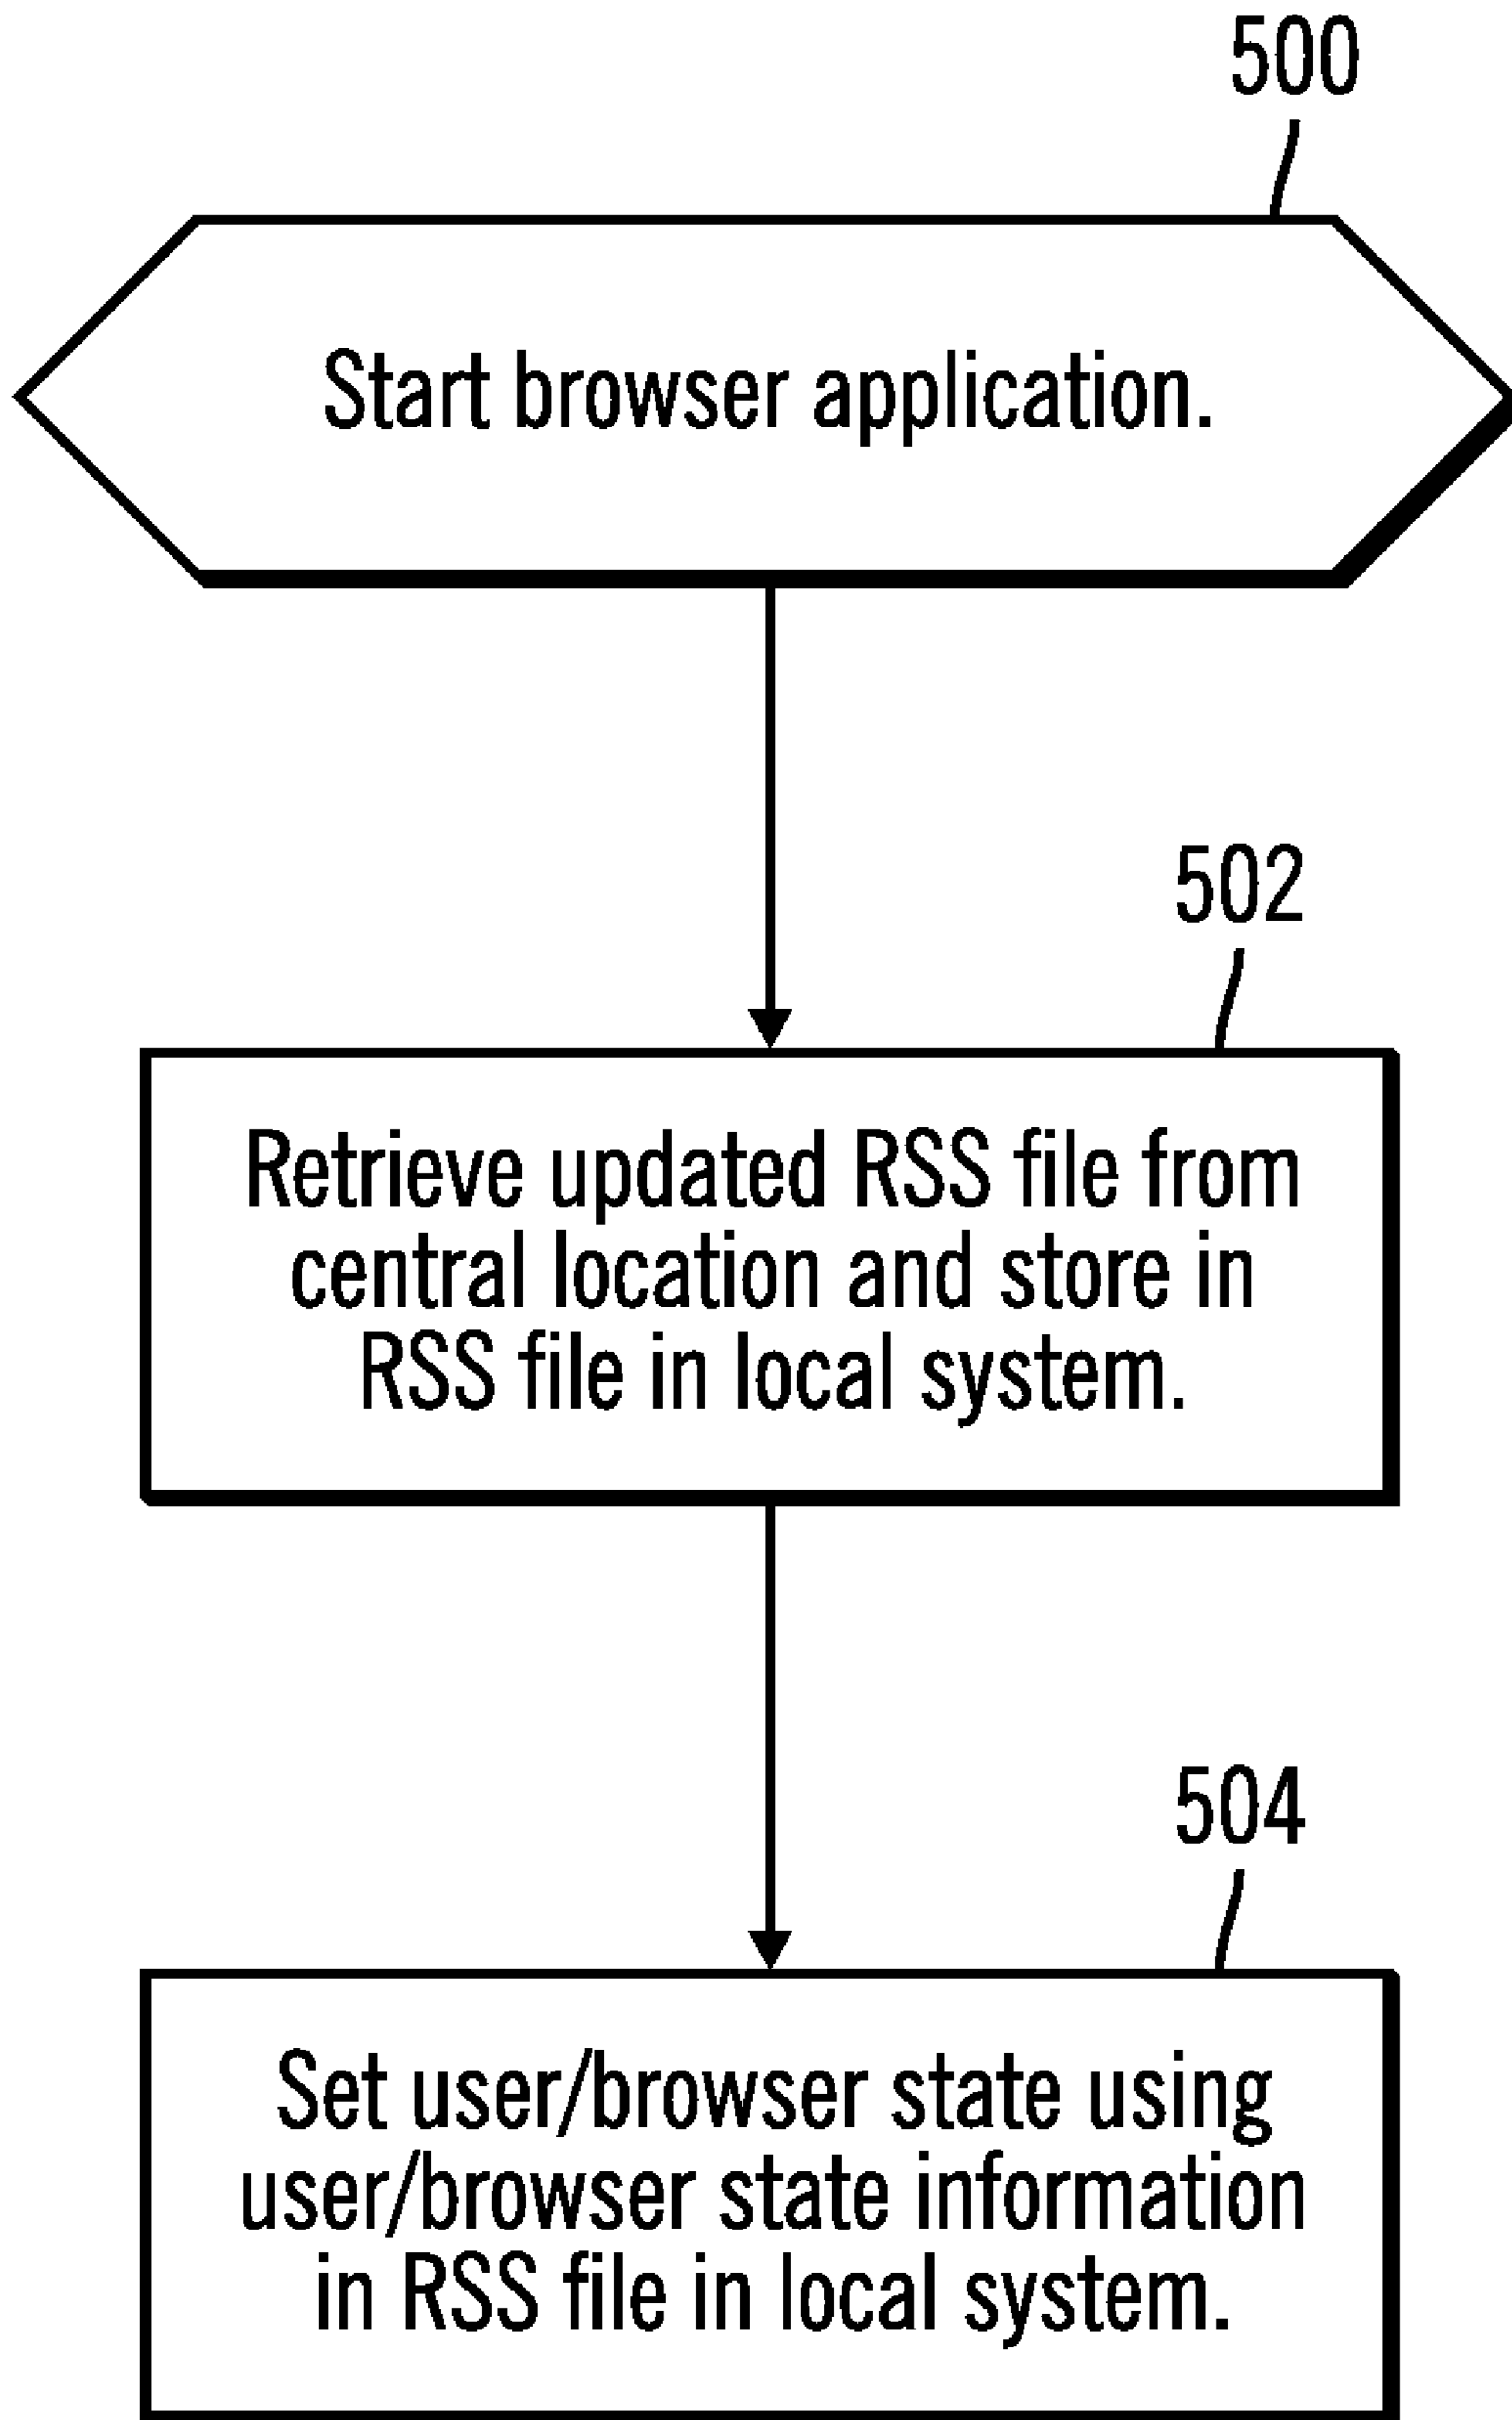 500
Start browser application.
502
Retrieve updated RSS file from
central location and store in
RSS file in local system.
504
Set user/browser state using
user/browser state information
in RSS file in local system.